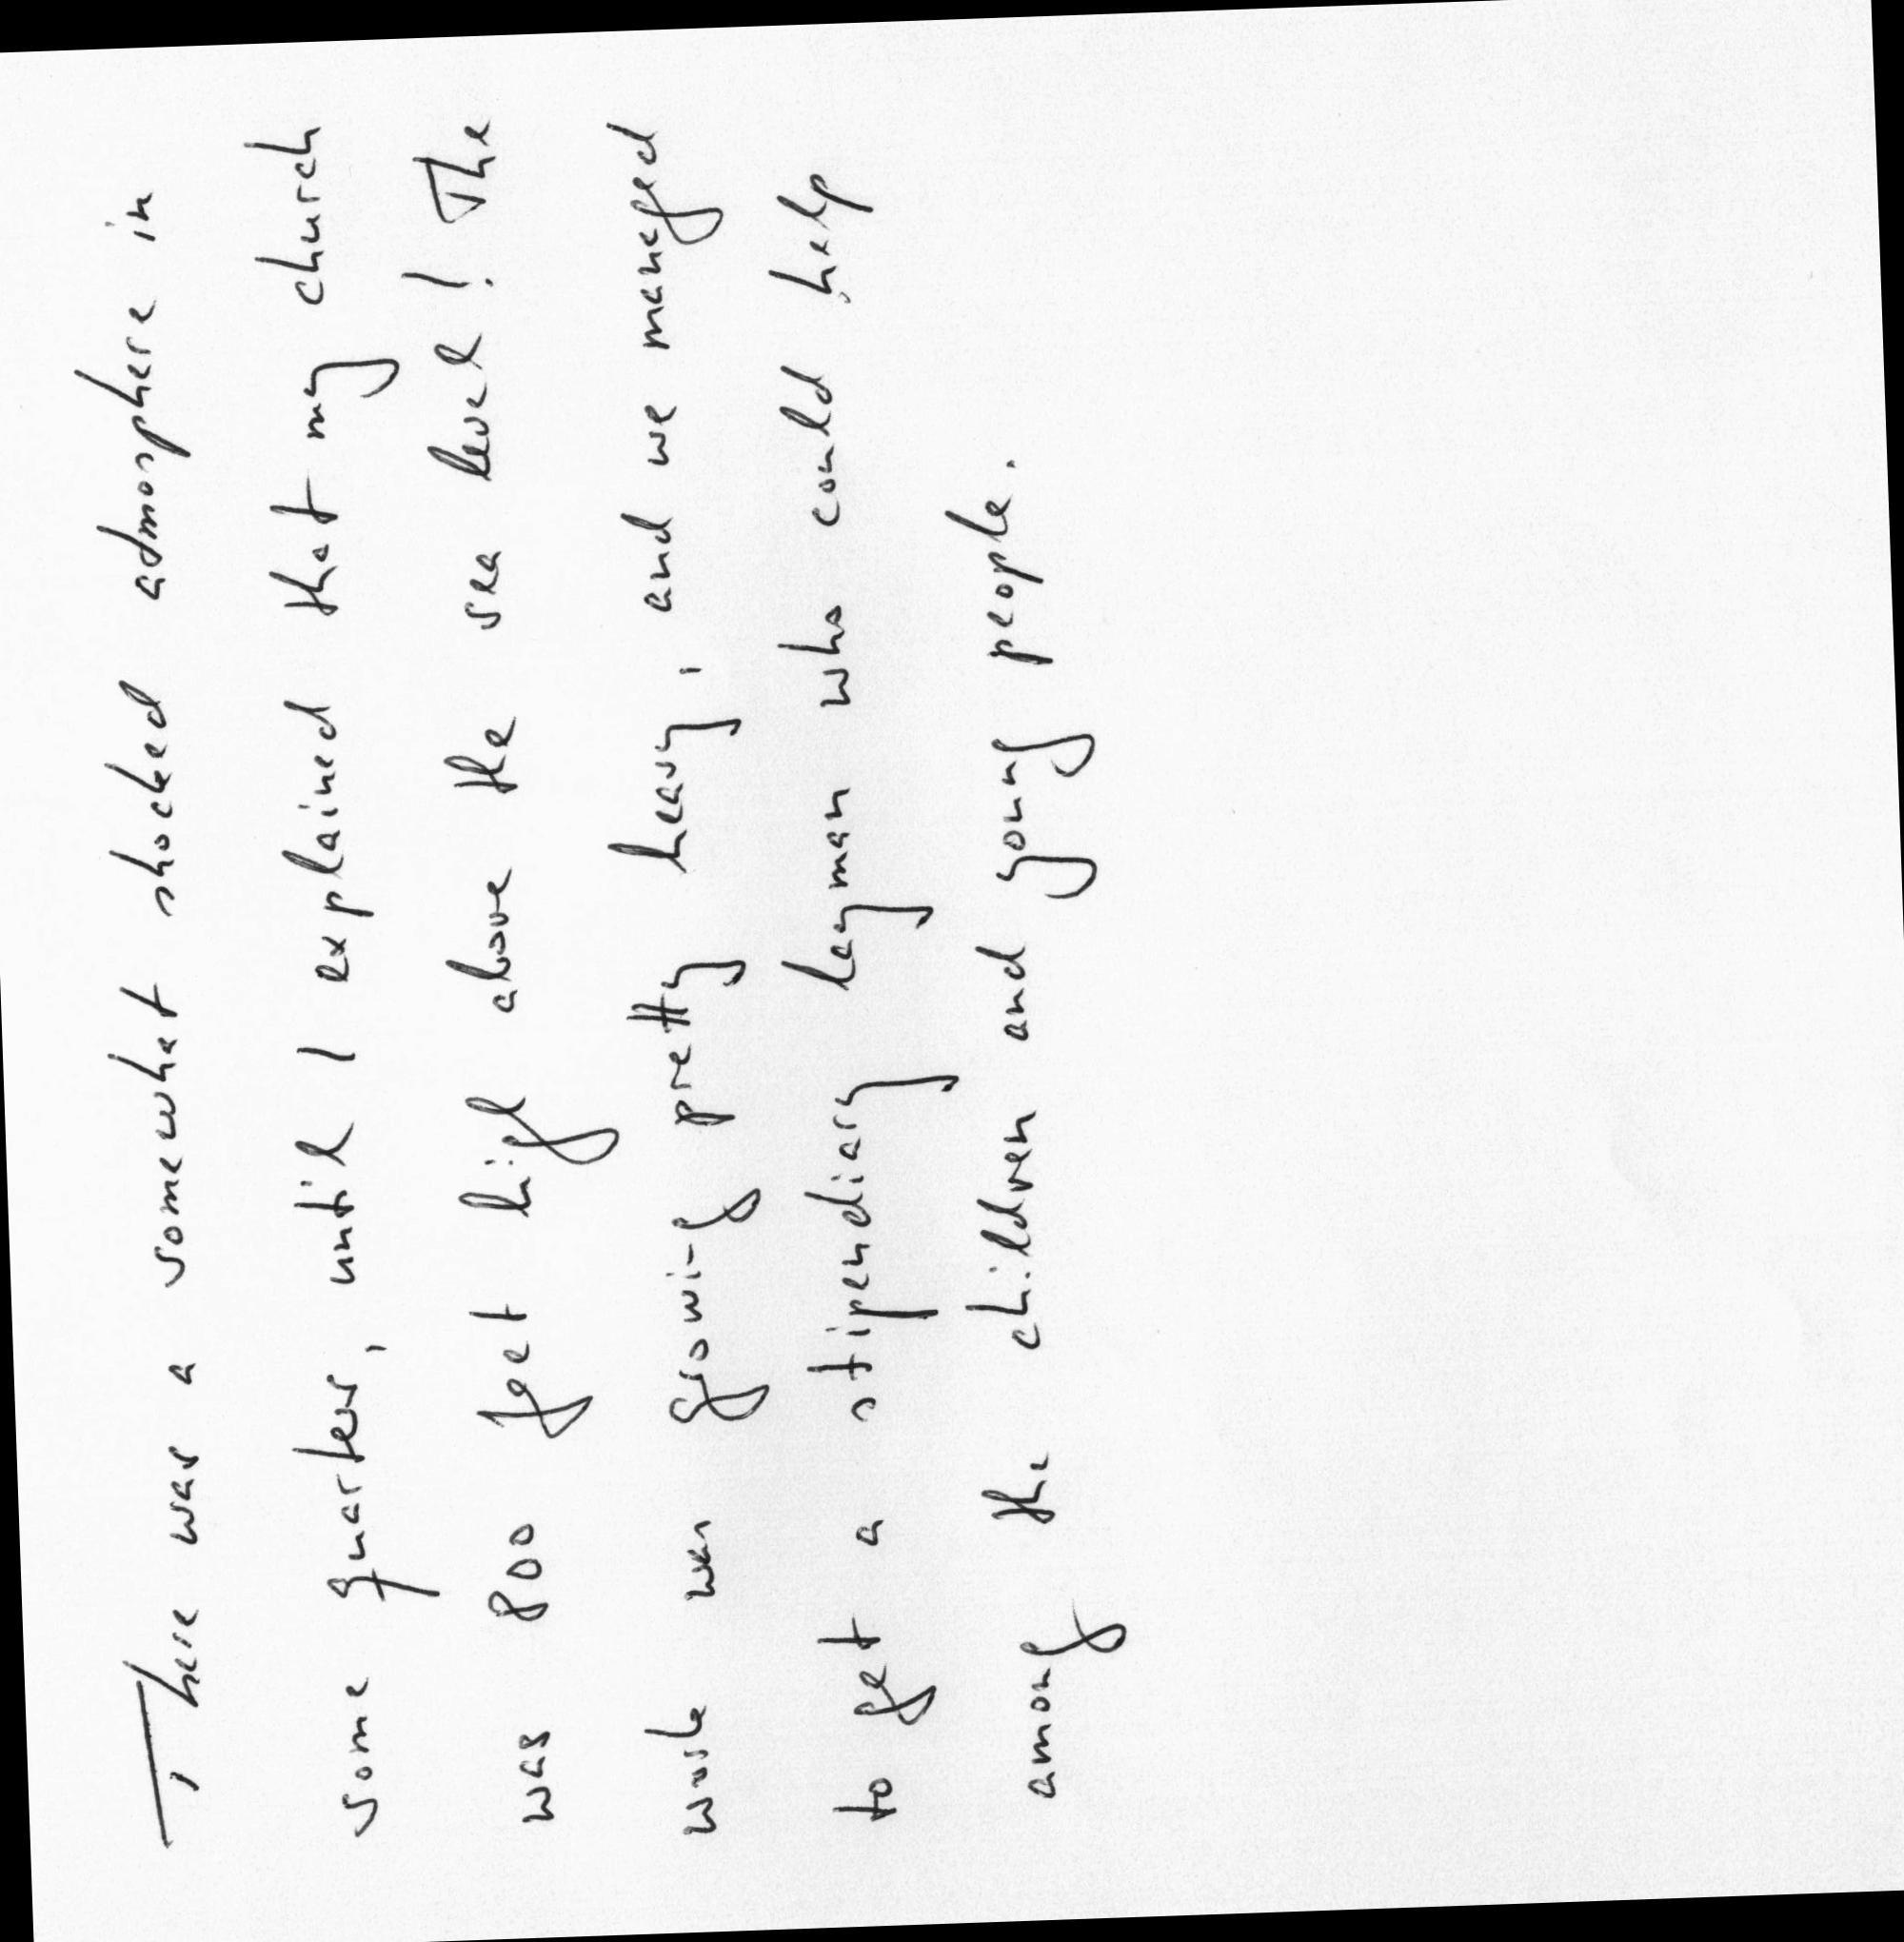 There was a somewhat shocked admosphere in
some quarters, until I explained that my church
was 800 feet high above the sea level! The
work was growing pretty heavy, and we manged
to get a stipendiary layman who could help
among the children and young people.